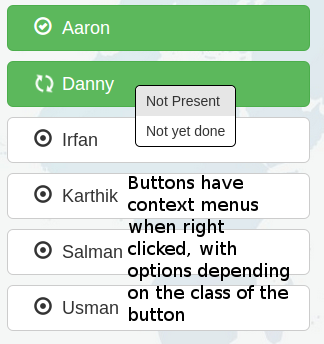 Aaron
Danny
Not Present
Not yet done
Irfan
Karthik
Salman
Usman
Buttons have
context menus
when right
clicked, with
options depending
on the class of the
button